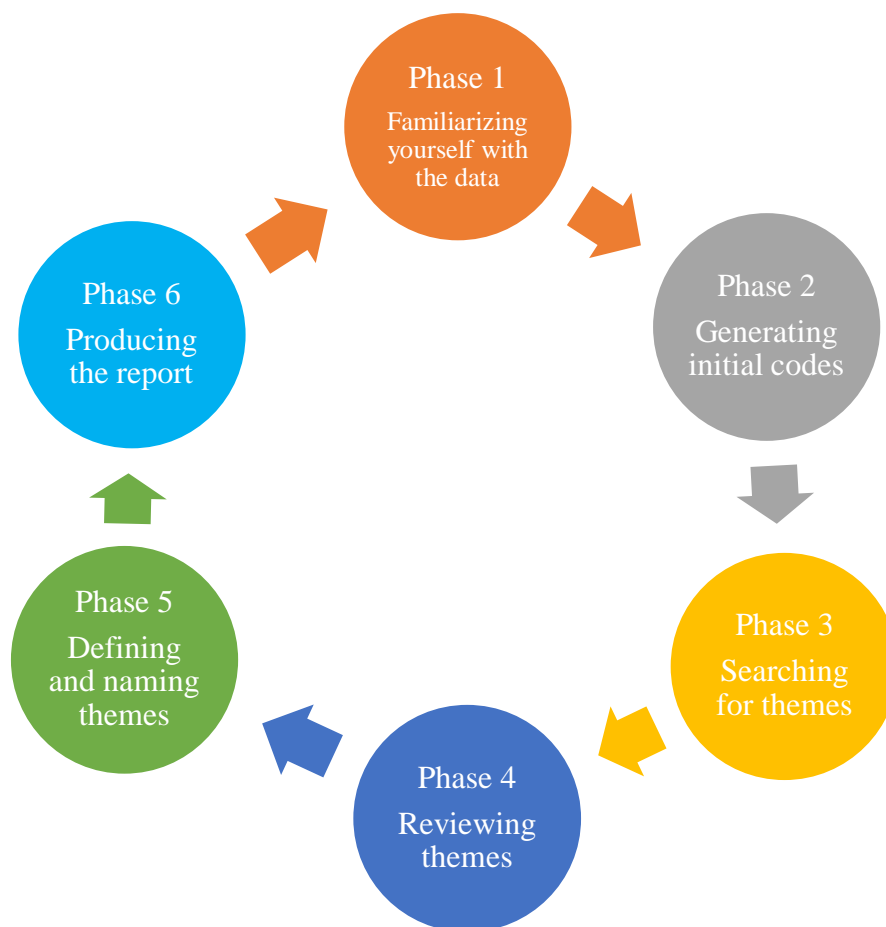 Phase 1
Familiarizing
yourself with
the data
Phase 2
Generating
initial codes
Phase 3
Searching
for themes
Phase 4
Reviewing
themes
Phase 5
Defining
and naming
themes
Phase 6
Producing
the report